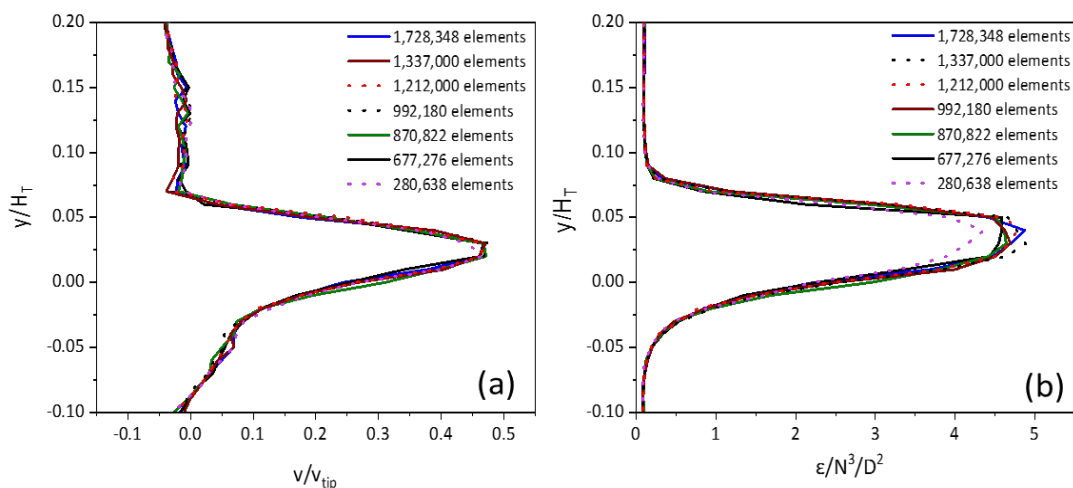 0.20
0.15
0.10
0.05
0.00
-0.05
-0.10
y/H_T
-0.1
0.0
0.1
0.2
0.3
0.4
0.5
v/v_tip
1,728,348 elements
1,337,000 elements
1,212,000 elements
992,180 elements
870,822 elements
677,276 elements
280,638 elements
(a)
0.20
0.15
0.10
0.05
0.00
-0.05
-0.10
y/H_T
0
1
2
3
4
5
ε/N³/D²
1,728,348 elements
1,337,000 elements
1,212,000 elements
992,180 elements
870,822 elements
677,276 elements
280,638 elements
(b)